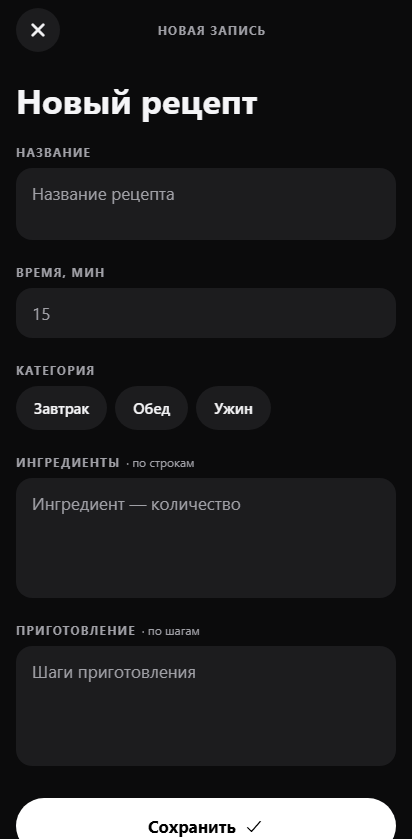 НОВАЯ ЗАПИСЬ
Новый рецепт
НАЗВАНИЕ
Название рецепта
ВРЕМЯ, МИН
15
КАТЕГОРИЯ
Завтрак Обед Ужин
ИНГРЕДИЕНТЫ · по строкам
Ингредиент — количество
ПРИГОТОВЛЕНИЕ · по шагам
Шаги приготовления
Сохранить